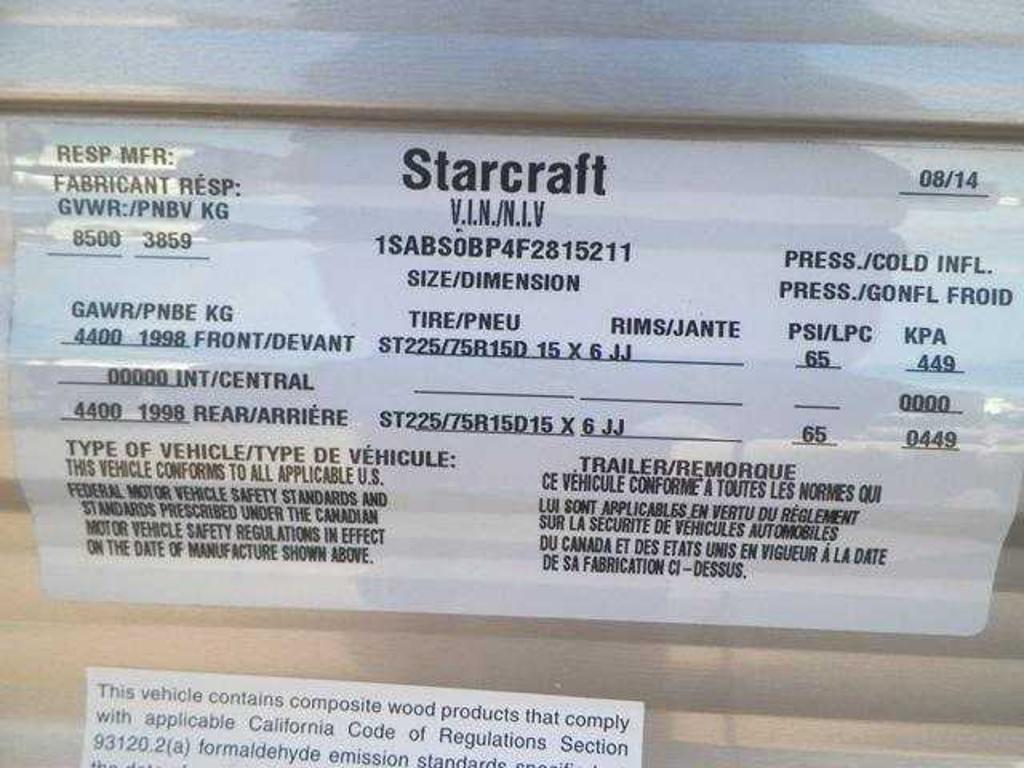 RESP MFR:
Starcraft
08/14
FABRICANT RÉSP:
GVWR:/PNBV KG
V.I.N./N.I.V
8500 3859
1SABS0BP4F2815211
SIZE/DIMENSION
PRESS./COLD INFL.
PRESS./GONFL FROID
GAWR/PNBE KG
TIRE/PNEU RIMS/JANTE PSI/LPC KPA
4400 1998 FRONT/DEVANT ST225/75R15D 15 X 6 JJ 65 449
00000 INT/CENTRAL 0000
4400 1998 REAR/ARRIÈRE ST225/75R15D15 X 6 JJ 65 0449
TYPE OF VEHICLE/TYPE DE VÉHICULE: TRAILER/REMORQUE
THIS VEHICLE CONFORMS TO ALL APPLICABLE U.S.
FEDERAL MOTOR VEHICLE SAFETY STANDARDS AND
STANDARDS PRESCRIBED UNDER THE CANADIAN
MOTOR VEHICLE SAFETY REGULATIONS IN EFFECT
ON THE DATE OF MANUFACTURE SHOWN ABOVE.
CE VÉHICULE CONFORME À TOUTES LES NORMES QUI
LUI SONT APPLICABLES EN VERTU DU RÉGLEMENT
SUR LA SECURITE DE VÉHICULES AUTOMOBILES
DU CANADA ET DES ETATS UNIS EN VIGUEUR À LA DATE
DE SA FABRICATION CI-DESSUS.
This vehicle contains composite wood products that comply
with applicable California Code of Regulations Section
93120.2(a) formaldehyde emission standards